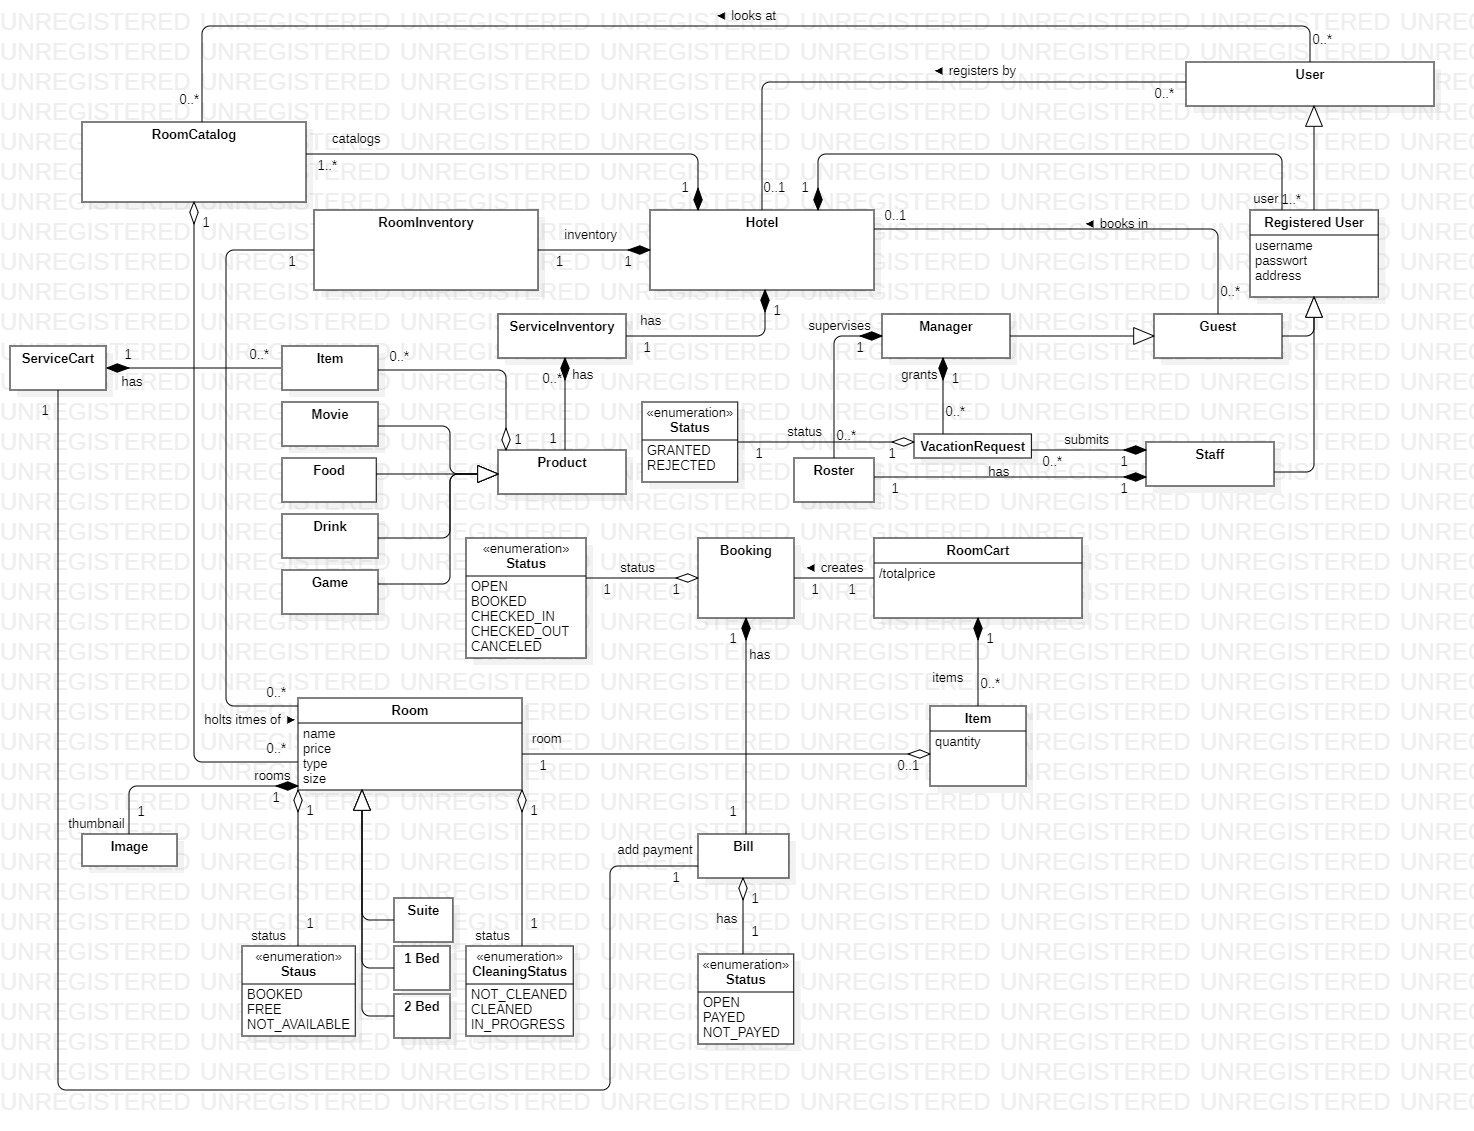 ◄ looks at
0..*
◄ registers by
User
0..*
0..*
RoomCatalog
catalogs
1..*
1
0..1
1
user
1..*
1
RoomInventory
inventory
Hotel
0..1
◄ books in
Registered User
username
passwort
address
1
1
1
0..*
1
ServiceInventory
has
1
supervises
1
Manager
Guest
ServiceCart
1
has
0..*
Item
0..*
0..*
has
grants
1
1
Movie
«enumeration»
Status
GRANTED
REJECTED
status
1
0..*
0..*
1
VacationRequest
submits
0..*
1
Staff
1
1
Food
Product
Roster
has
1
1
Drink
Game
«enumeration»
Status
OPEN
BOOKED
CHECKED_IN
CHECKED_OUT
CANCELED
status
1
1
Booking
◄ creates
1
1
RoomCart
/totalprice
1
has
1
items
0..*
0..*
holts itmes of ►
0..*
Room
name
price
type
size
room
1
0..1
Item
quantity
rooms
1
1
thumbnail
Image
1
1
1
add payment
1
Bill
1
has
1
Suite
1
status
1
status
«enumeration»
Staus
BOOKED
FREE
NOT_AVAILABLE
1 Bed
2 Bed
«enumeration»
CleaningStatus
NOT_CLEANED
CLEANED
IN_PROGRESS
«enumeration»
Status
OPEN
PAYED
NOT_PAYED
UNREGISTERED